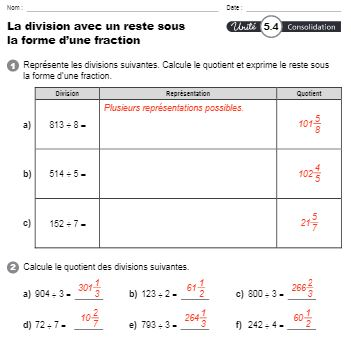 Nom : Date :
La division avec un reste sous
la forme d'une fraction
Unité 5.4 Consolidation
1 Représente les divisions suivantes. Calcule le quotient et exprime le reste sous
la forme d'une fraction.
Division Représentation Quotient
Plusieurs représentations possibles.
a) 813 ÷ 8 = 101 5/8
b) 514 ÷ 5 = 102 4/5
c) 152 ÷ 7 = 21 5/7
2 Calcule le quotient des divisions suivantes.
a) 904 ÷ 3 = 301 1/3 b) 123 ÷ 2 = 61 1/2 c) 800 ÷ 3 = 266 2/3
d) 72 ÷ 7 = 10 2/7 e) 793 ÷ 3 = 264 1/3 f) 242 ÷ 4 = 60 1/2